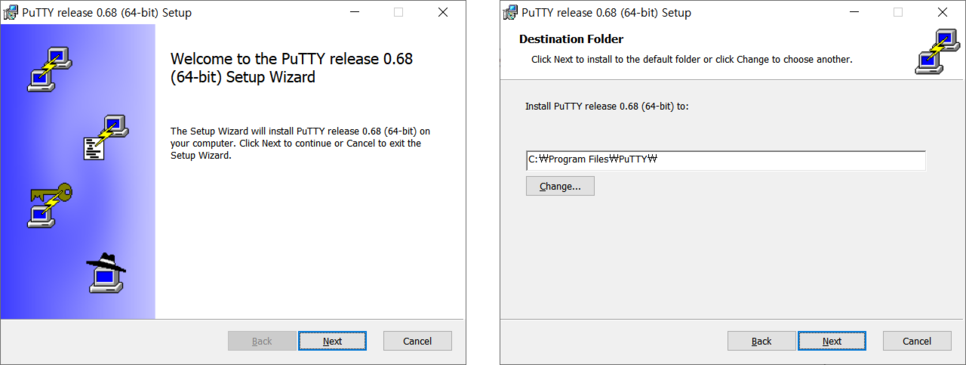 PuTTY release 0.68 (64-bit) Setup
Welcome to the PuTTY release 0.68
(64-bit) Setup Wizard
The Setup Wizard will install PuTTY release 0.68 (64-bit) on
your computer. Click Next to continue or Cancel to exit the
Setup Wizard.
Back
Next
Cancel
PuTTY release 0.68 (64-bit) Setup
Destination Folder
Click Next to install to the default folder or click Change to choose another.
Install PuTTY release 0.68 (64-bit) to:
C:₩Program Files₩PuTTY₩
Change...
Back
Next
Cancel